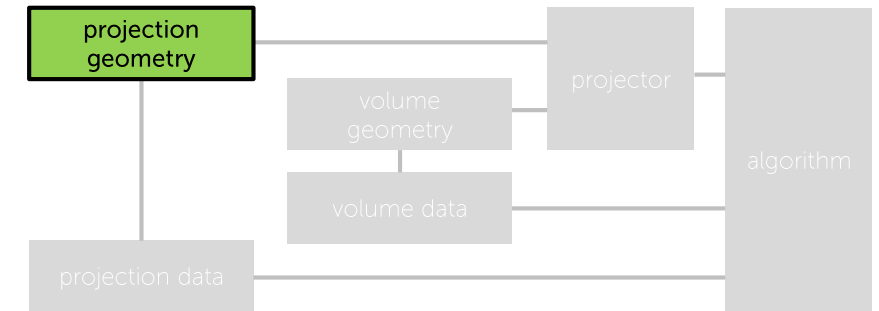 projection
geometry
projector
volume
geometry
algorithm
volume data
projection data